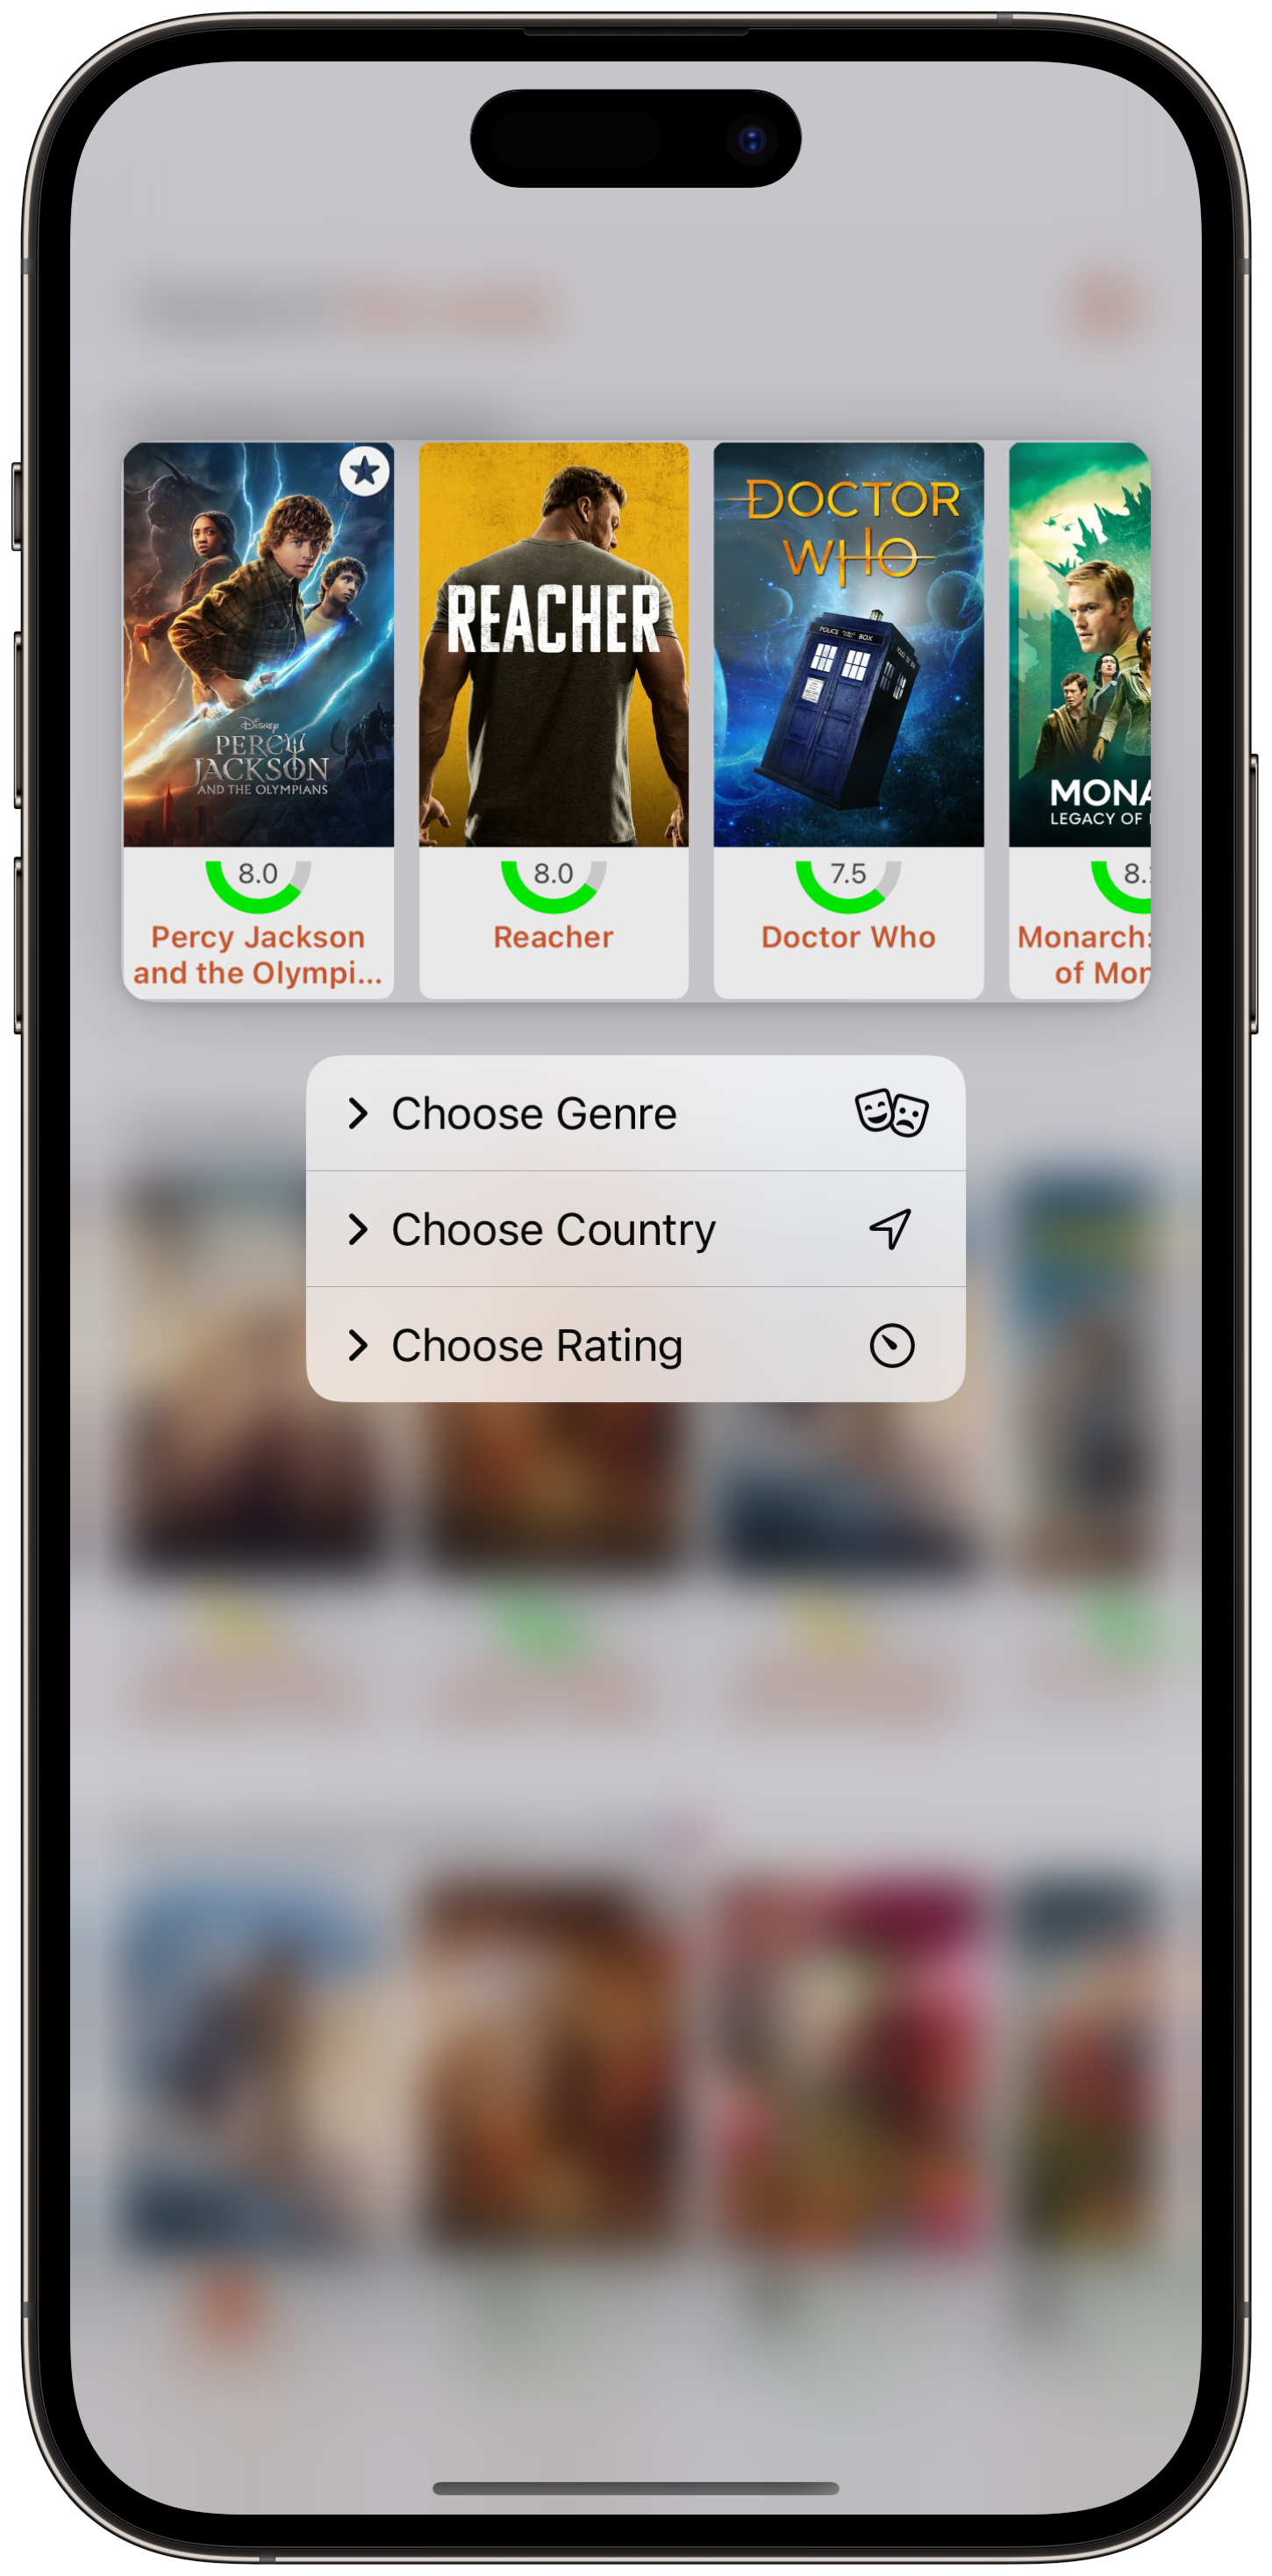 DOCTOR
WHO
POLICE BOX
REACHER
Disney
PERCY
JACKSON
AND THE OLYMPIANS
MONA
LEGACY OF
8.0
8.0
7.5
8.
Percy Jackson
and the Olympi...
Reacher
Doctor Who
Monarch:
of Mor
Choose Genre
Choose Country
Choose Rating